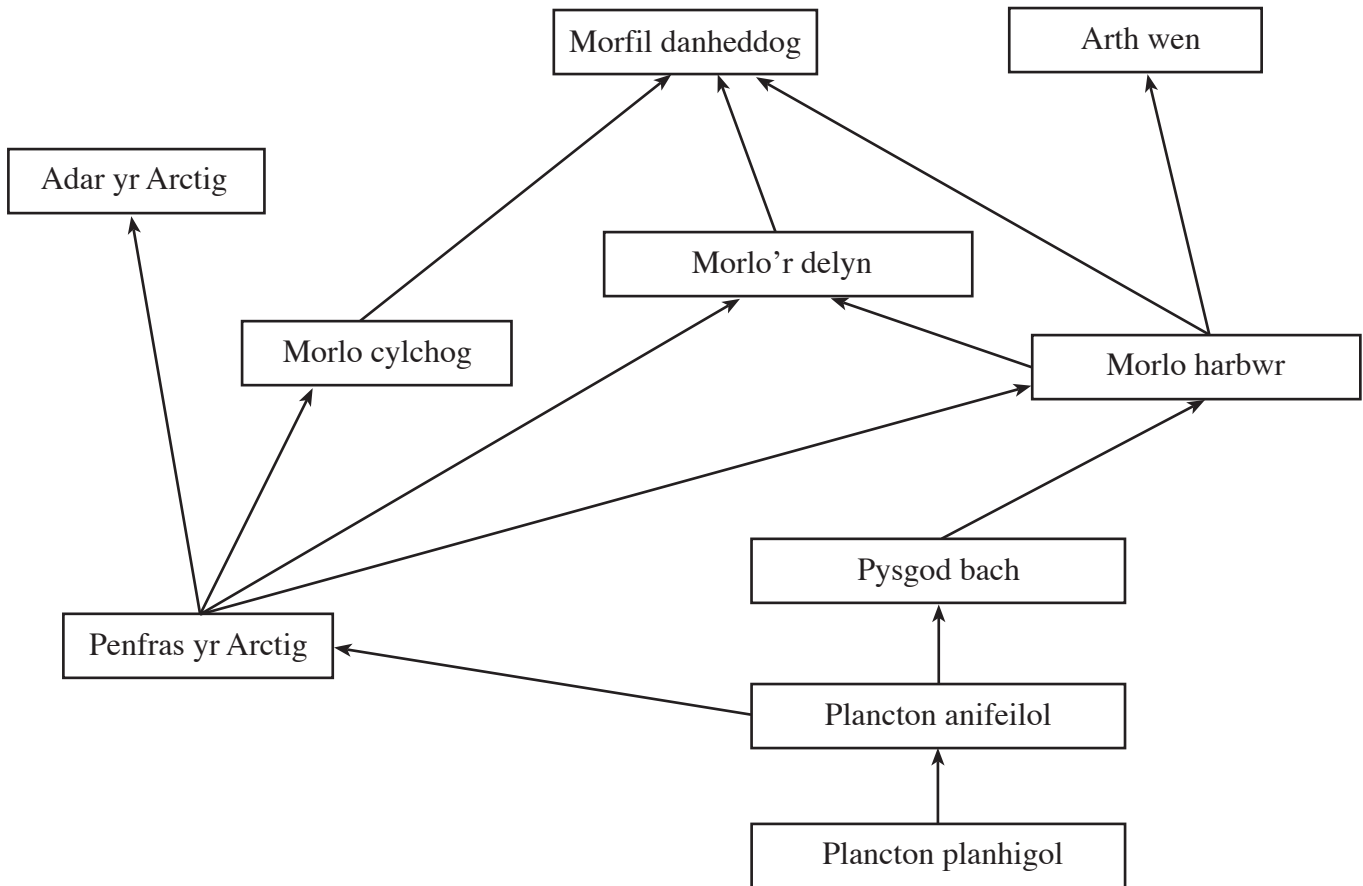 Morfil danheddog
Arth wen
Adar yr Arctig
Morlo’r delyn
Morlo cylchog
Morlo harbwr
Pysgod bach
Penfras yr Arctig
Plancton anifeilol
Plancton planhigol